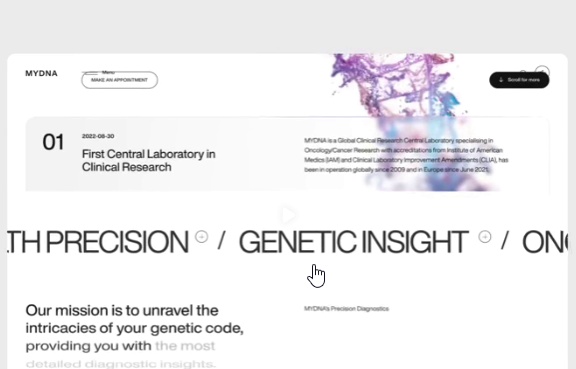 MYDNA
Menu
MAKE AN APPOINTMENT
Scroll for more
01
2022-06-30
First Central Laboratory in
Clinical Research
MYDNA is a Global Clinical Research Central Laboratory specialising in
Oncology/Cancer Research with accreditations from Institute of American
Medics (IAM) and Clinical Laboratory Improvement Amendments (CLIA), has
been in operation globally since 2009 and in Europe since June 2021.
TH PRECISION / GENETIC INSIGHT / ONC
Our mission is to unravel the
intricacies of your genetic code,
providing you with the most
detailed diagnostic insights.
MYDNA's Precision Diagnostics